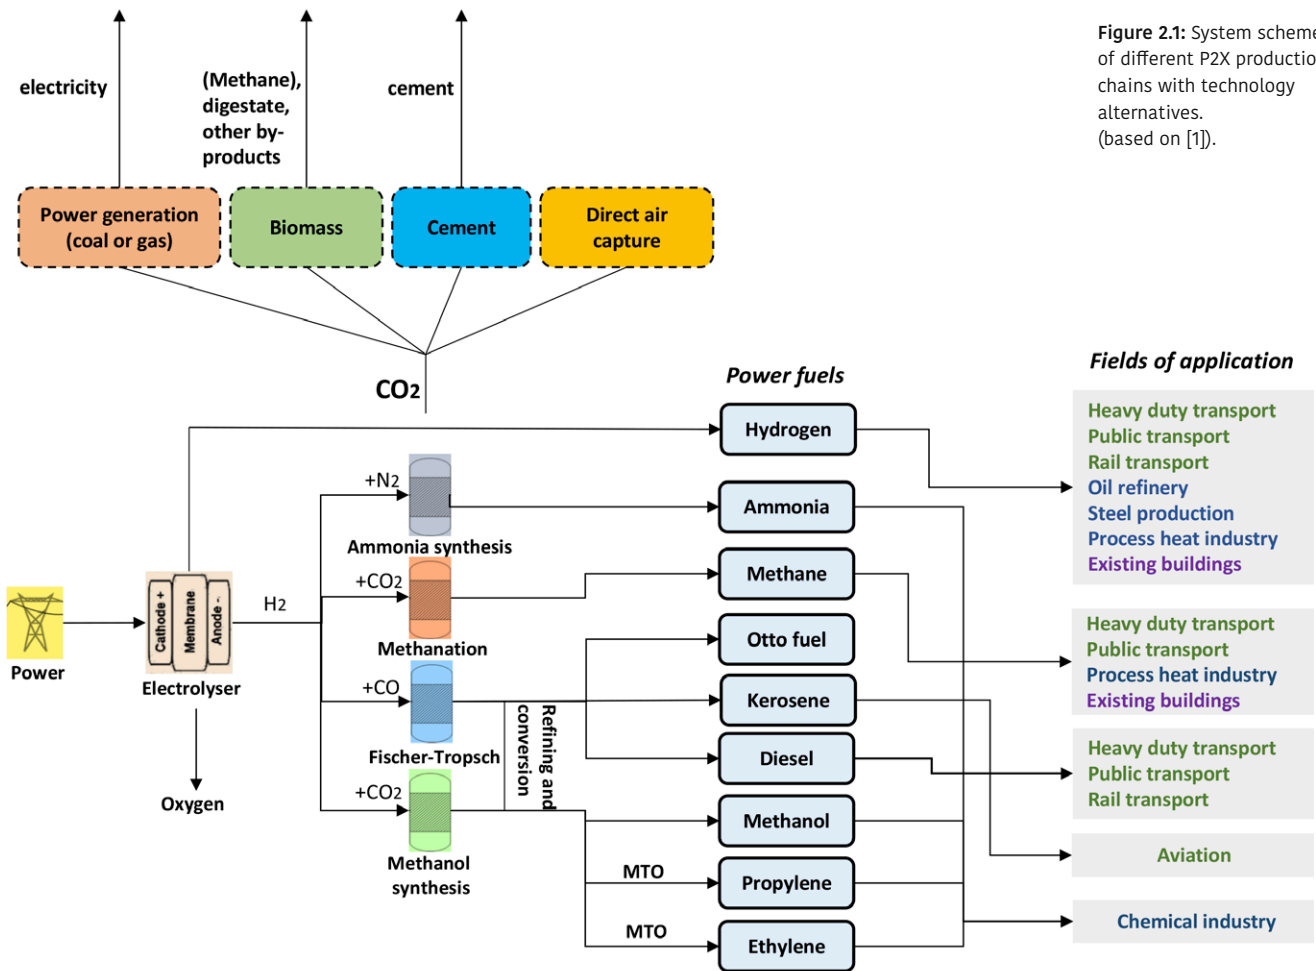 Figure 2.1: System scheme
of different P2X production
chains with technology
alternatives.
(based on [1]).
electricity
(Methane),
digestate,
other by-
products
cement
Power generation
(coal or gas)
Biomass
Cement
Direct air
capture
CO2
Power fuels
Fields of application
Hydrogen
Ammonia
Methane
Otto fuel
Kerosene
Diesel
Methanol
Propylene
Ethylene
Heavy duty transport
Public transport
Rail transport
Oil refinery
Steel production
Process heat industry
Existing buildings
Heavy duty transport
Public transport
Process heat industry
Existing buildings
Heavy duty transport
Public transport
Rail transport
Aviation
Chemical industry
+N2
Ammonia synthesis
+CO2
Methanation
+CO
Fischer-Tropsch
+CO2
Methanol
synthesis
Refining and
conversion
MTO
MTO
H2
Power
Cathode +
Membrane
Anode -
Electrolyser
Oxygen